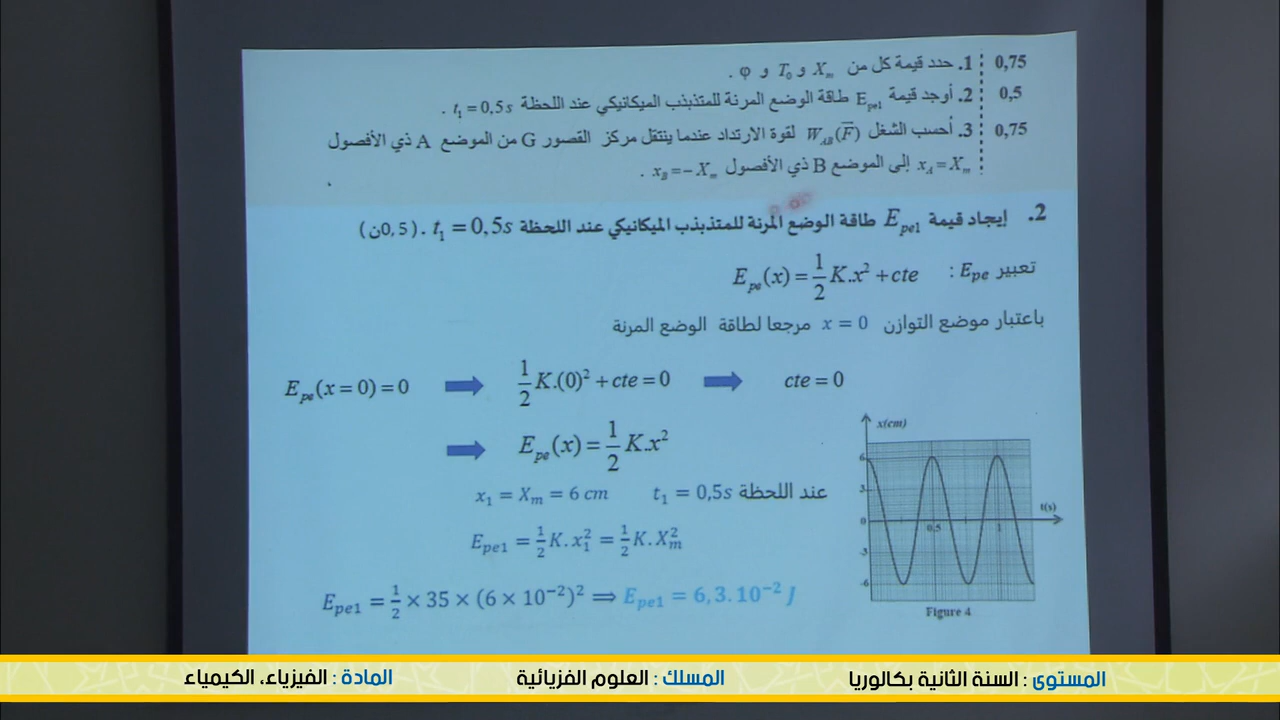 0,75 1. حدد قيمة كل من Xₘ و T₀ و φ .
0,5 2. أوجد قيمة Eₚₑ₁ طاقة الوضع المرنة للمتذبذب الميكانيكي عند اللحظة t₁ = 0,5 s .
0,75 3. أحسب الشغل W_AB(F⃗) لقوة الارتداد عندما ينتقل مركز القصور G من الموضع A ذي الأفصول
x_A = Xₘ إلى الموضع B ذي الأفصول x_B = − Xₘ .
2. إيجاد قيمة Eₚₑ₁ طاقة الوضع المرنة للمتذبذب الميكانيكي عند اللحظة t₁ = 0,5s . (0,5ن)
تعبير Eₚₑ : Eₚₑ(x) = 1/2 K.x² + cte
باعتبار موضع التوازن x = 0 مرجعا لطاقة الوضع المرنة
Eₚₑ(x = 0) = 0 ➡ 1/2 K.(0)² + cte = 0 ➡ cte = 0
➡ Eₚₑ(x) = 1/2 K.x²
عند اللحظة t₁ = 0,5s x₁ = Xₘ = 6 cm
Eₚₑ₁ = 1/2 K.x₁² = 1/2 K.Xₘ²
Eₚₑ₁ = 1/2 × 35 × (6 × 10⁻²)² ⟹ Eₚₑ₁ = 6,3.10⁻² J
x(cm)
6
3
0
-3
-6
0,5
1
t(s)
Figure 4
المستوى : السنة الثانية بكالوريا
المسلك : العلوم الفزيائية
المادة : الفيزياء، الكيمياء